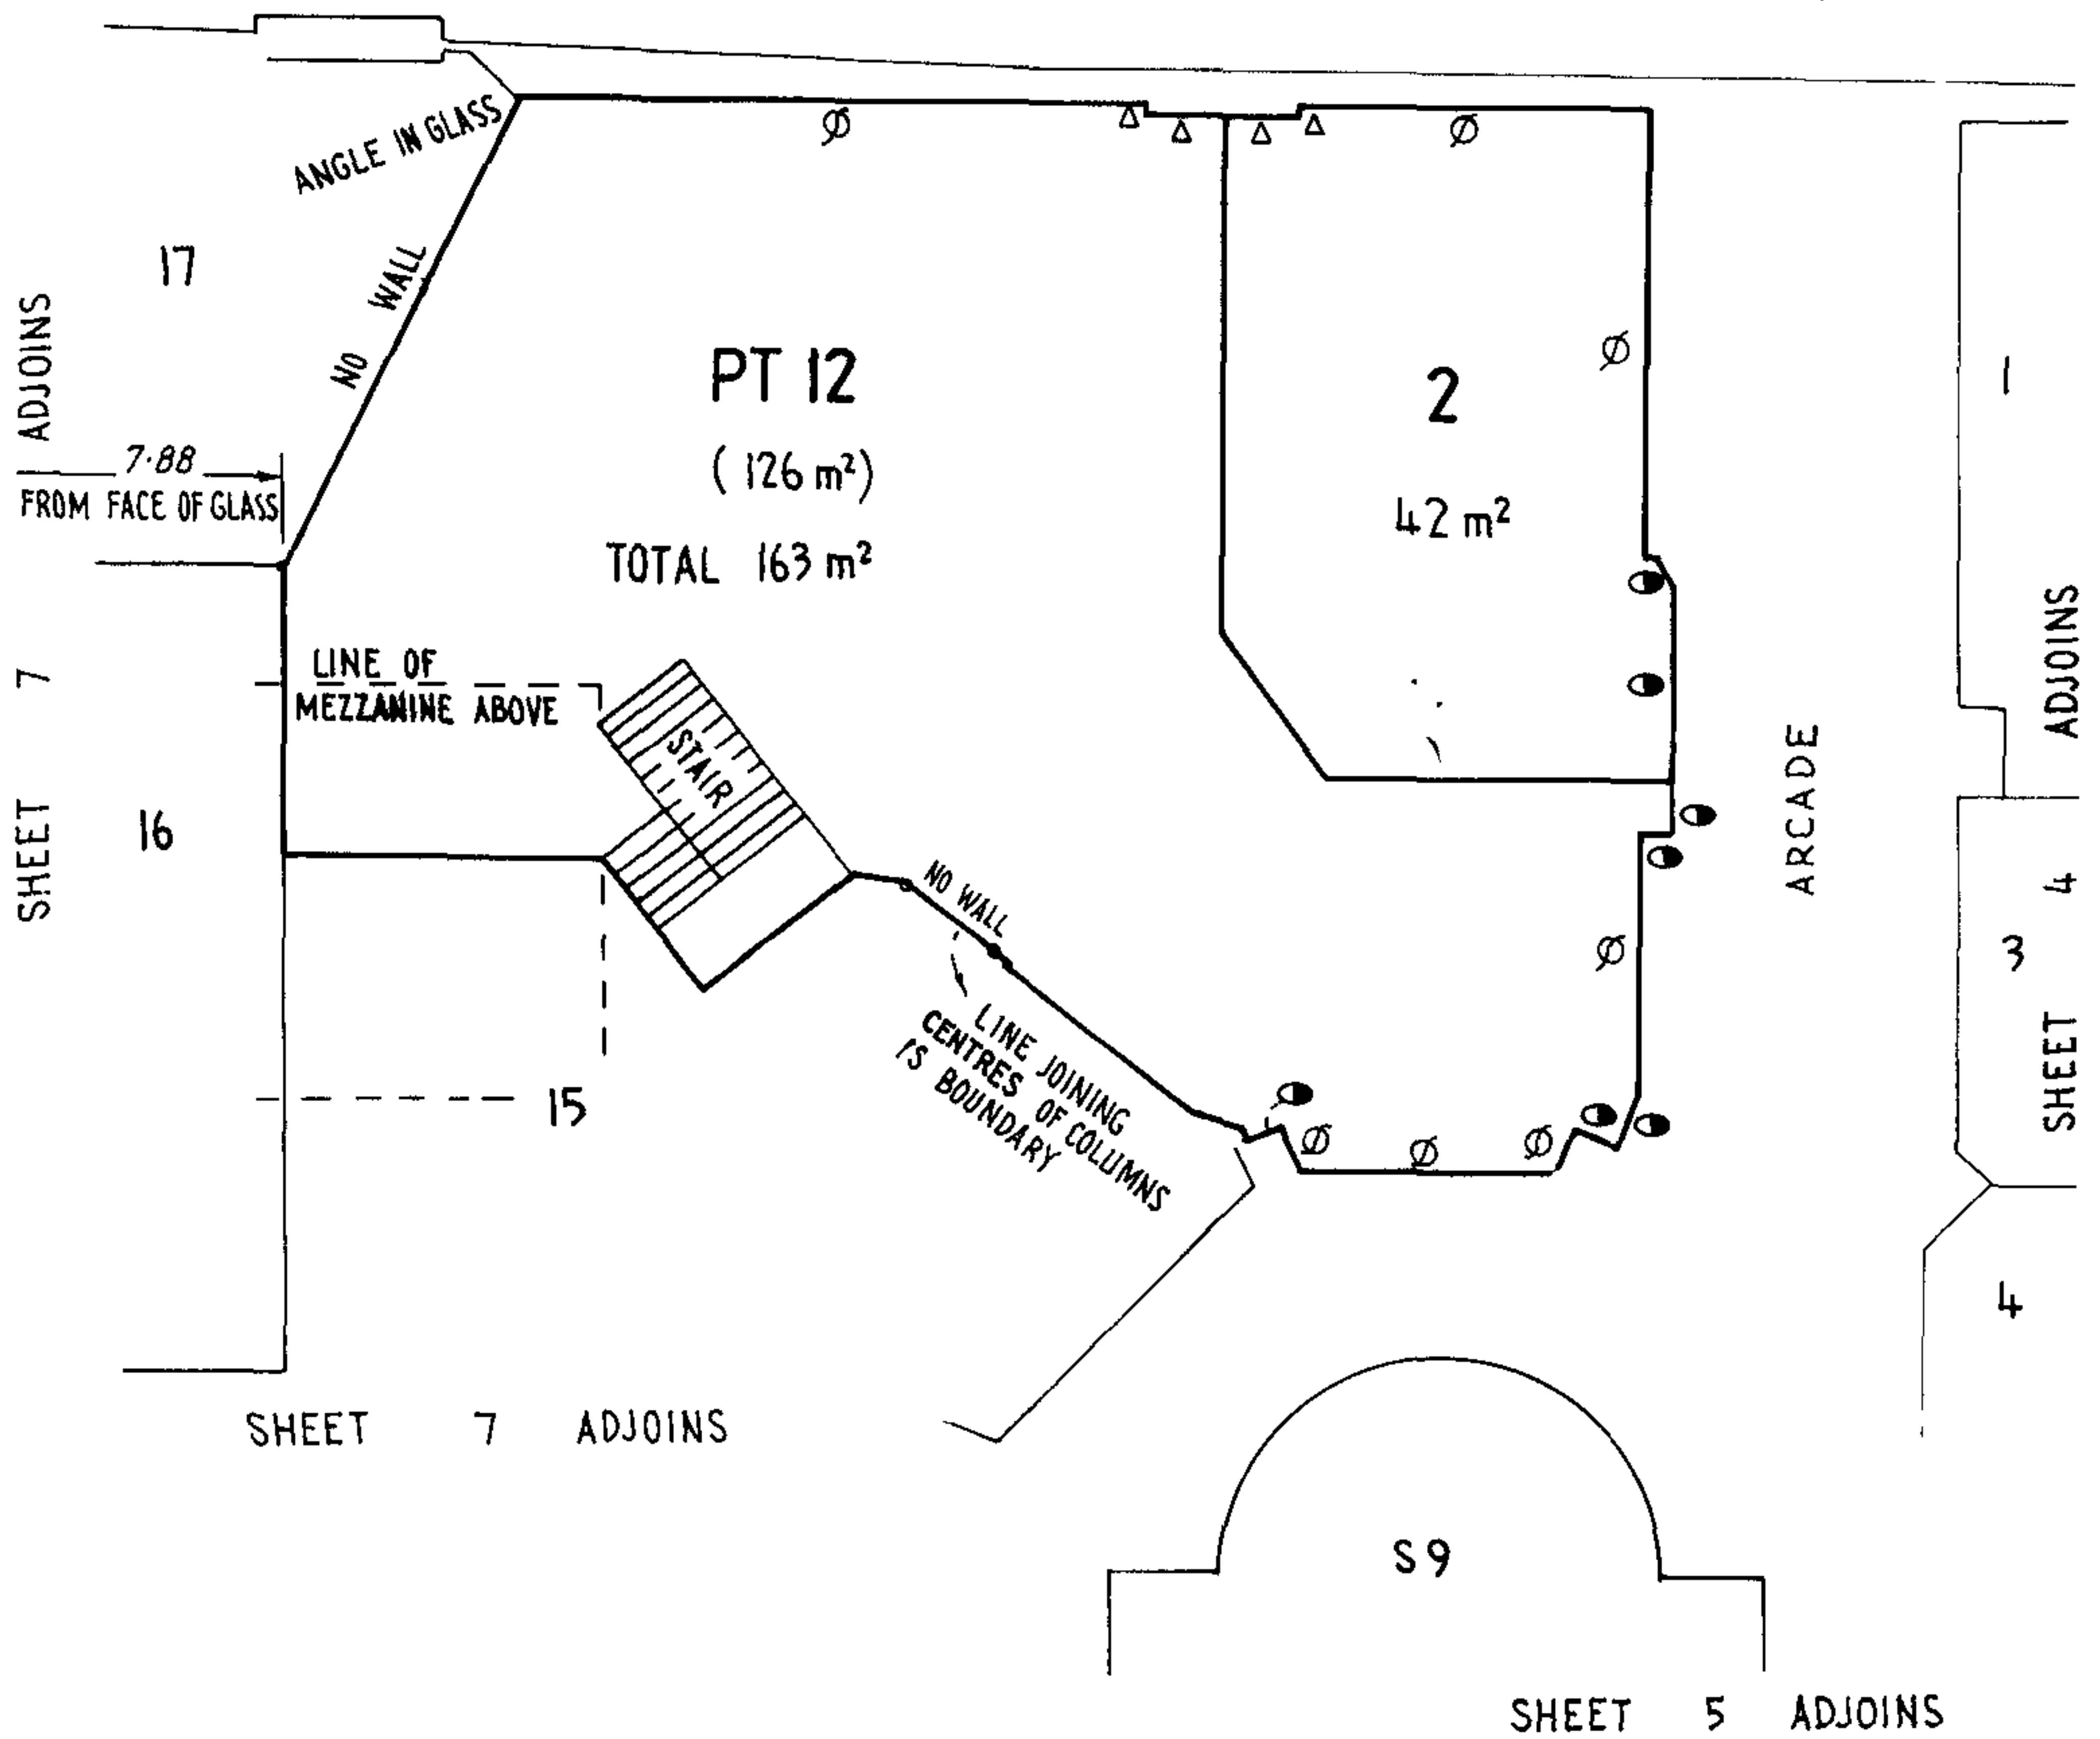 ANGLE IN GLASS
17
NO WALL
ADJOINS
SHEET 7
7·88
FROM FACE OF GLASS
PT 12
(126 m²)
TOTAL 163 m²
2
42 m²
1
LINE OF
MEZZANINE ABOVE
STAIR
16
ARCADE
ADJOINS
SHEET 4
NO WALL
3
LINE JOINING
CENTRES OF COLUMNS
IS BOUNDARY
15
4
SHEET 7 ADJOINS
S9
SHEET 5 ADJOINS